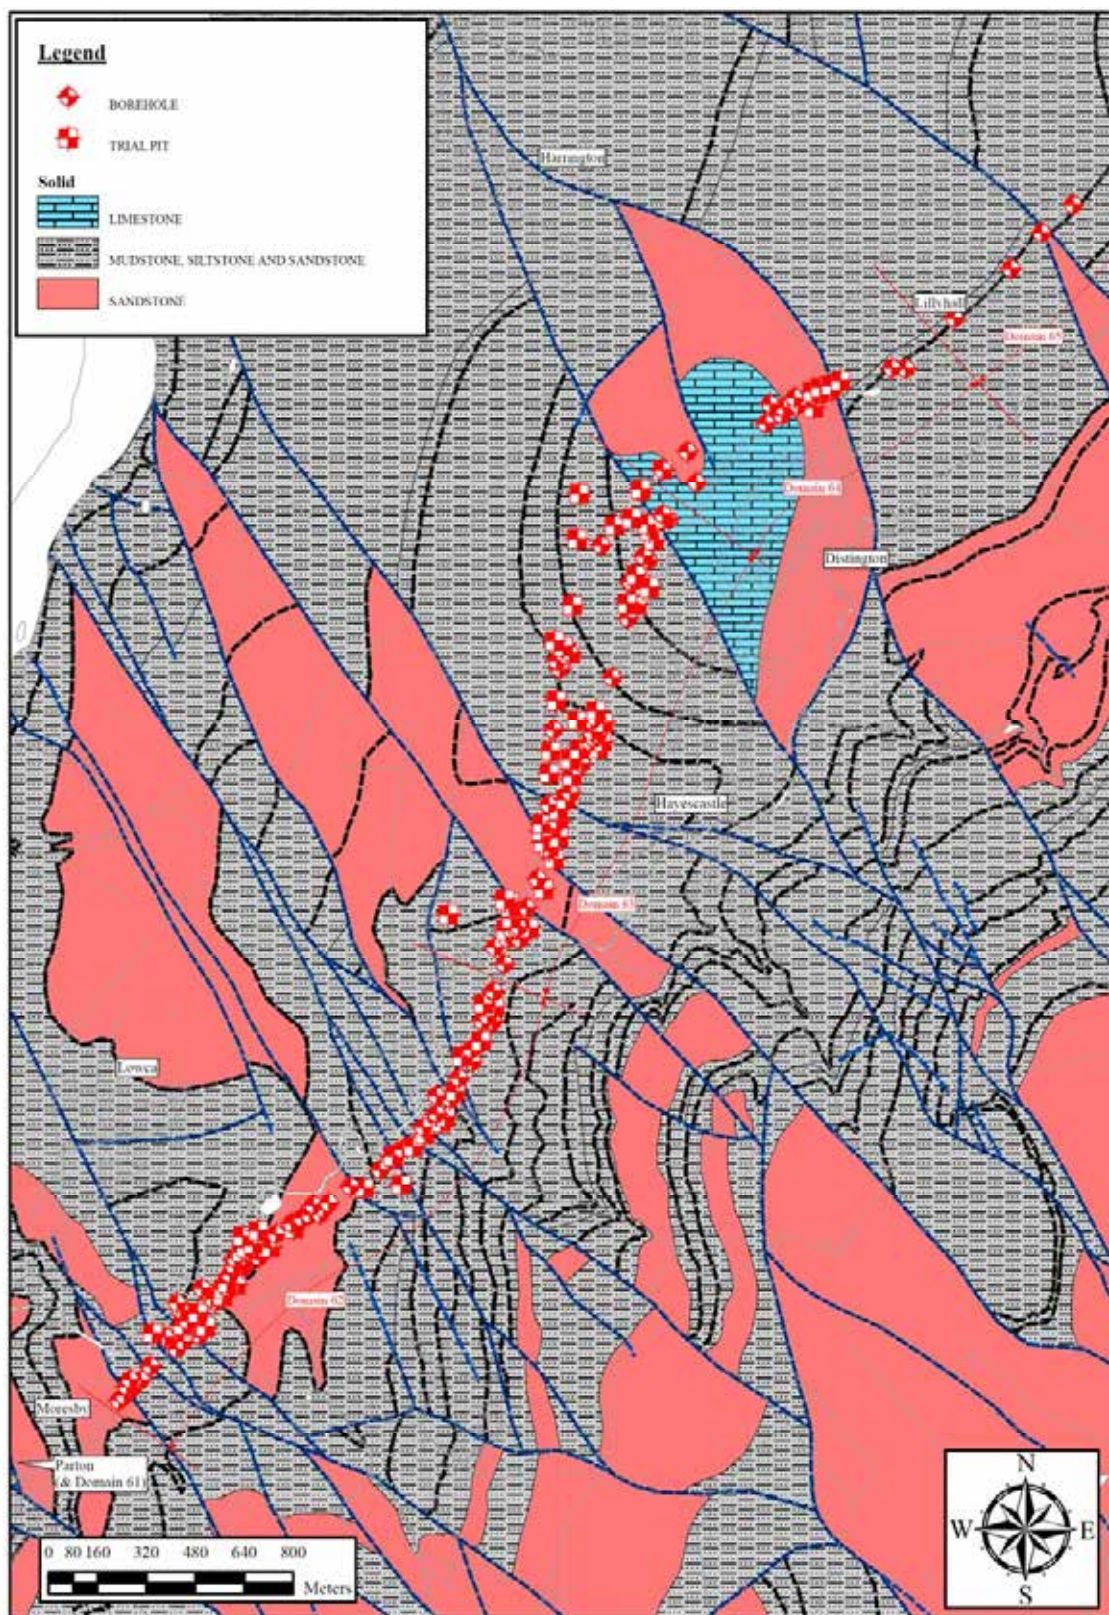 Legend
BOREHOLE
TRIAL PIT
Solid
LIMESTONE
MUDSTONE, SILTSTONE AND SANDSTONE
SANDSTONE
Harrington
Lillyhall
Domain 65
Domain 64
Distington
Hayescastle
Domain 63
Lowca
Domain 62
Moresby
Parton
(& Domain 61)
0 80 160 320 480 640 800
Meters
N
W E
S